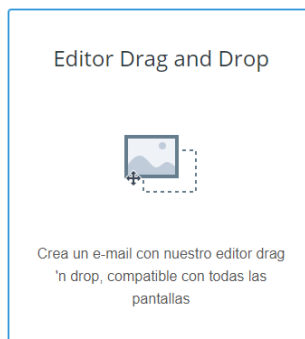 Editor Drag and Drop
Crea un e-mail con nuestro editor drag
'n drop, compatible con todas las
pantallas